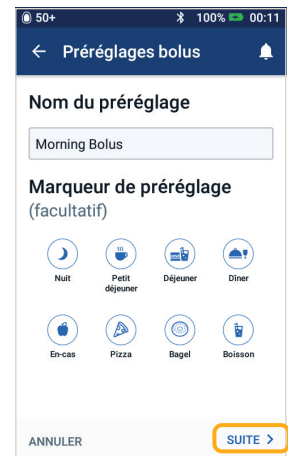 50+ 100% 00:11
Préréglages bolus
Nom du préréglage
Morning Bolus
Marqueur de préréglage
(facultatif)
Nuit Petit déjeuner Déjeuner Dîner
En-cas Pizza Bagel Boisson
ANNULER SUITE